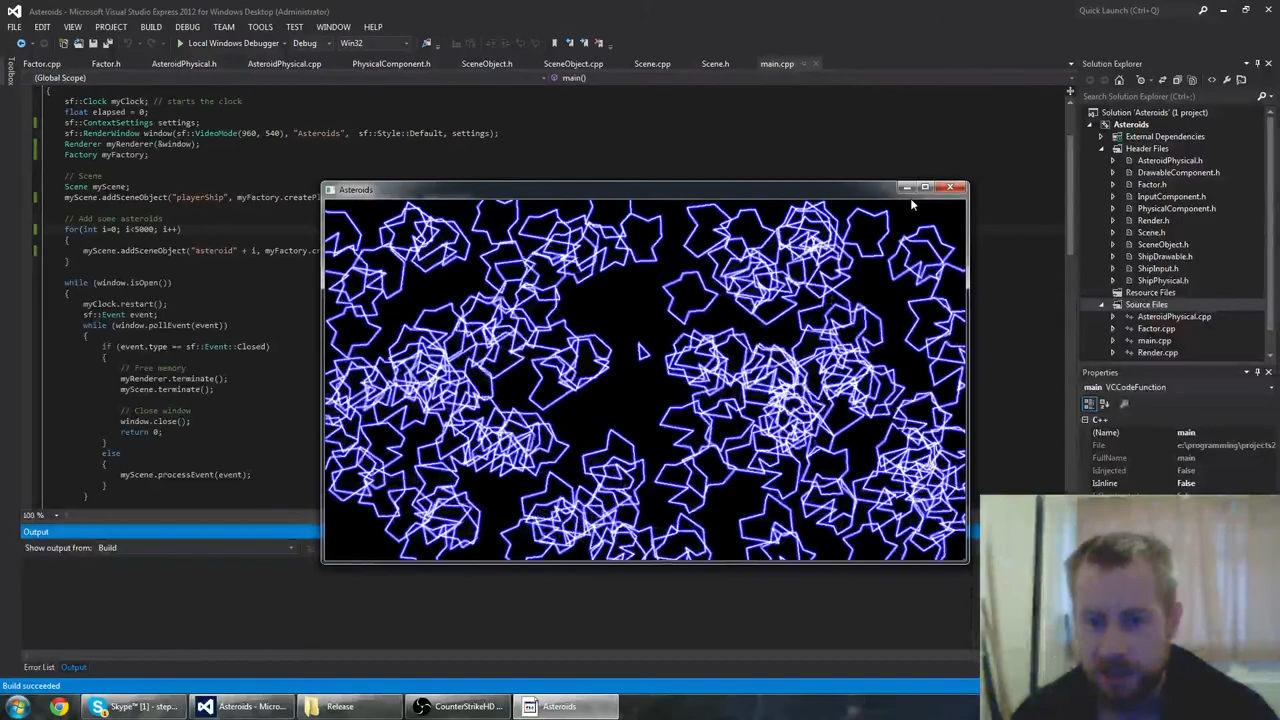 Asteroids - Microsoft Visual Studio Express 2012 for Windows Desktop (Administrator)
Quick Launch (Ctrl+;)
FILE EDIT VIEW PROJECT BUILD DEBUG TEAM TOOLS TEST WINDOW HELP
Local Windows Debugger Debug Win32
Toolbox
Factor.cpp Factor.h AsteroidPhysical.h AsteroidPhysical.cpp PhysicalComponent.h SceneObject.h SceneObject.cpp Scene.cpp Scene.h main.cpp
(Global Scope) main()
{
sf::Clock myClock; // starts the clock
float elapsed = 0;
sf::ContextSettings settings;
sf::RenderWindow window(sf::VideoMode(960, 540), "Asteroids", sf::Style::Default, settings);
Renderer myRenderer(&window);
Factory myFactory;
// Scene
Scene myScene;
myScene.addSceneObject("playerShip", myFactory.createPl
// Add some asteroids
for(int i=0; i<5000; i++)
{
myScene.addSceneObject("asteroid" + i, myFactory.cr
}
while (window.isOpen())
{
myClock.restart();
sf::Event event;
while (window.pollEvent(event))
{
if (event.type == sf::Event::Closed)
{
// Free memory
myRenderer.terminate();
myScene.terminate();
// Close window
window.close();
return 0;
}
else
{
myScene.processEvent(event);
}
}
100 %
Asteroids
Output
Show output from: Build
Error List Output
Build succeeded
Solution Explorer
Search Solution Explorer (Ctrl+;)
Solution 'Asteroids' (1 project)
Asteroids
External Dependencies
Header Files
AsteroidPhysical.h
DrawableComponent.h
Factor.h
InputComponent.h
PhysicalComponent.h
Render.h
Scene.h
SceneObject.h
ShipDrawable.h
ShipInput.h
ShipPhysical.h
Resource Files
Source Files
AsteroidPhysical.cpp
Factor.cpp
main.cpp
Render.cpp
Properties
main VCCodeFunction
C++
(Name) main
File e:\programming\projects2
FullName main
IsInjected False
IsInline False
Skype™ [1] - step... Asteroids - Micro... Release CounterStrikeHD ... Asteroids